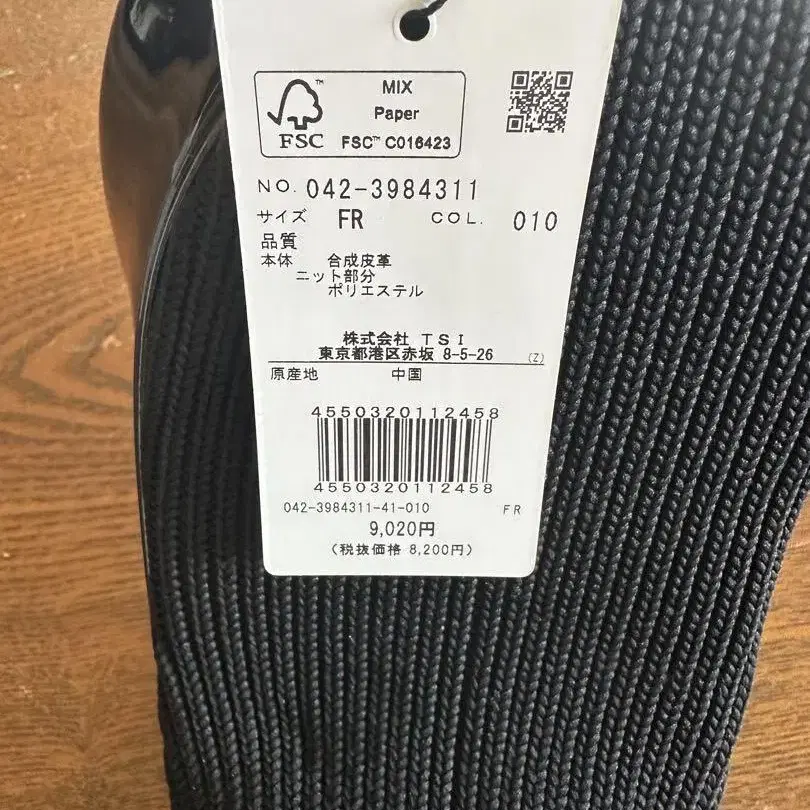 MIX
Paper
FSC™
FSC™ C016423
NO. 042-3984311
サイズ FR COL. 010
品質
本体 合成皮革
ニット部分
ポリエステル
株式会社 TSI
東京都港区赤坂 8-5-26 (Z)
原産地 中国
4550320112458
4550320112458
042-3984311-41-010 FR
9,020円
(税抜価格 8,200円)